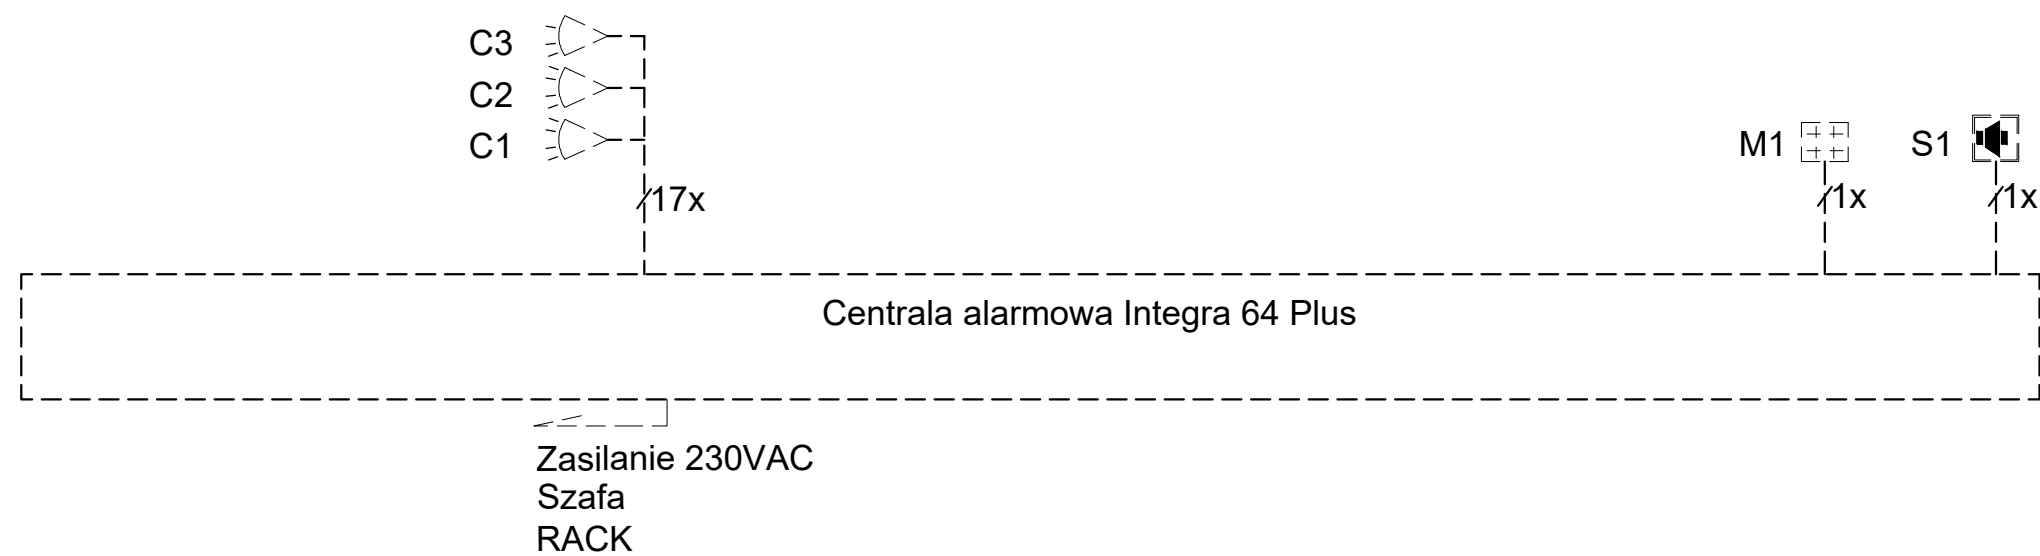 C3
C2
C1
17x
M1
1x
S1
1x
Centrala alarmowa Integra 64 Plus
Zasilanie 230VAC
Szafa
RACK